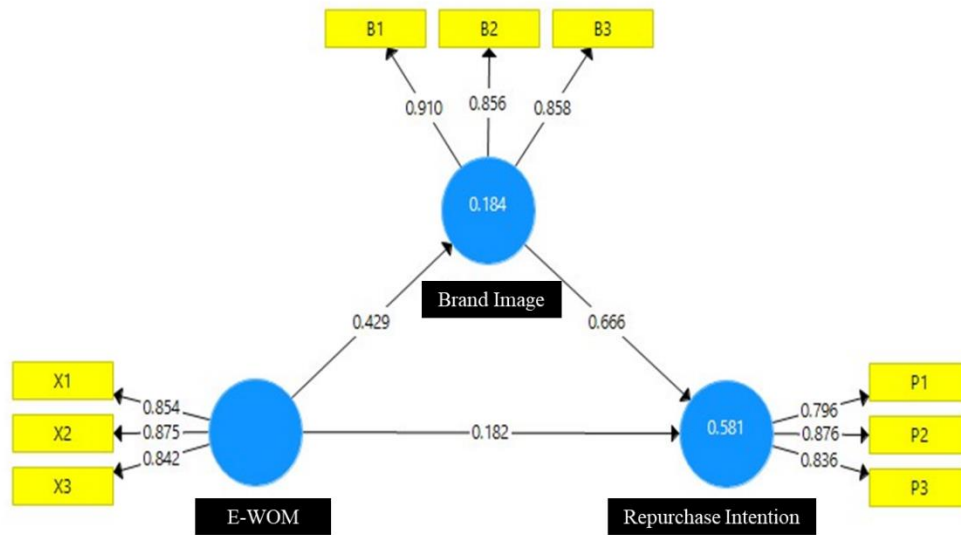 B1 B2 B3
0.910 0.856 0.858
0.184
Brand Image
0.429 0.666
X1
0.854
X2
0.875
X3
0.842
E-WOM
0.182
0.581
Repurchase Intention
P1
0.796
P2
0.876
P3
0.836